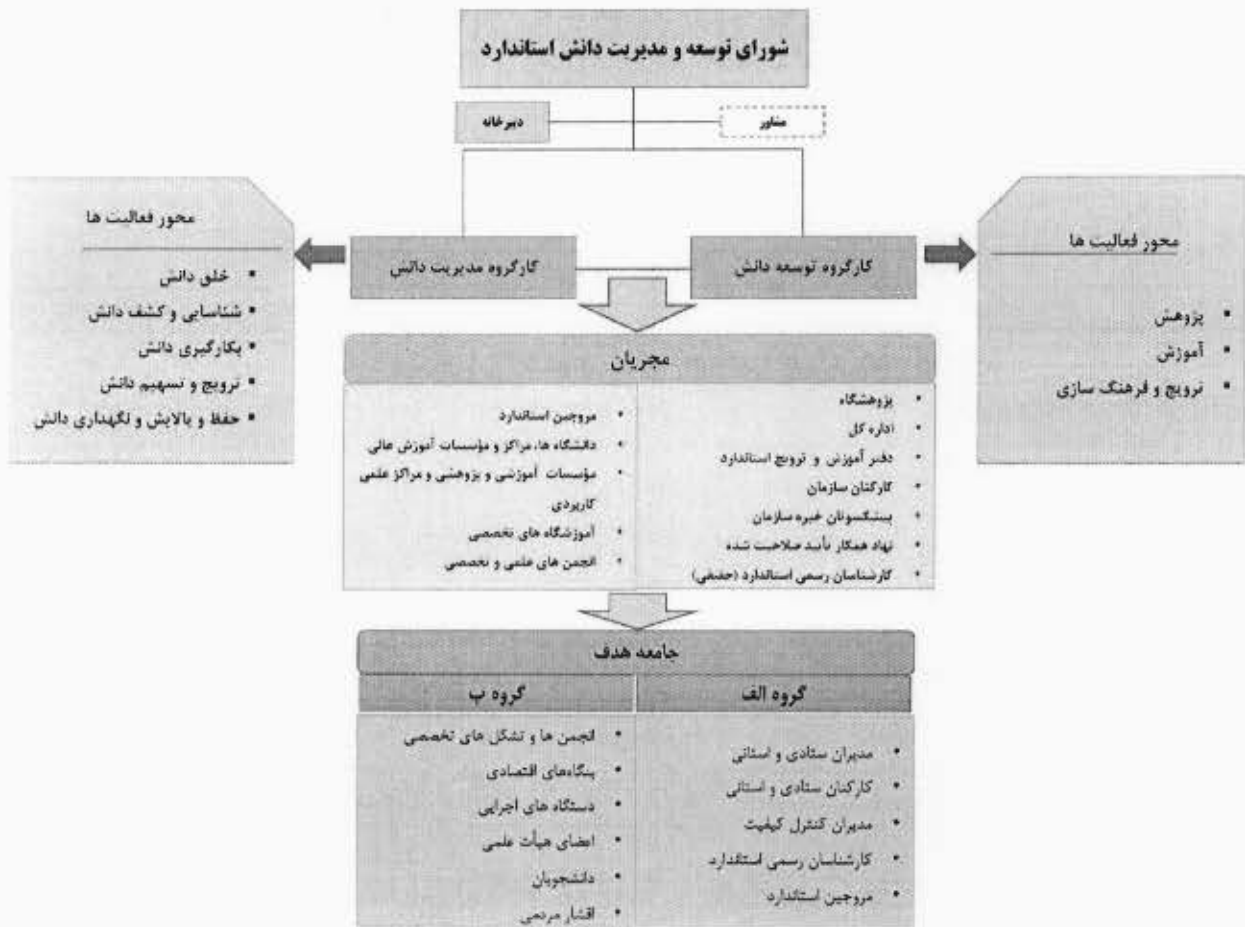 شورای توسعه و مدیریت دانش استاندارد
مشاور
دبیرخانه
کارگروه توسعه دانش
کارگروه مدیریت دانش
محور فعالیت ها
پژوهش
آموزش
ترویج و فرهنگ سازی
محور فعالیت ها
خلق دانش
شناسایی و کشف دانش
بکارگیری دانش
ترویج و تسهیم دانش
حفظ و پالایش و نگهداری دانش
مجریان
پژوهشگاه
اداره کل
دفتر آموزش و ترویج استاندارد
کارکنان سازمان
پیشکسوتان خبره سازمان
نهاد همکار تأیید صلاحیت شده
کارشناسان رسمی استاندارد (حقیقی)
مروجین استاندارد
دانشگاه ها، مراکز و مؤسسات آموزش عالی
مؤسسات آموزشی و پژوهشی و مراکز علمی
کاربردی
آموزشگاه های تخصصی
انجمن های علمی و تخصصی
جامعه هدف
گروه الف
مدیران ستادی و استانی
کارکنان ستادی و استانی
مدیران کنترل کیفیت
کارشناسان رسمی استاندارد
مروجین استاندارد
گروه ب
انجمن ها و تشکل های تخصصی
بنگاه‌های اقتصادی
دستگاه های اجرایی
اعضای هیأت علمی
دانشجویان
اقشار مردمی